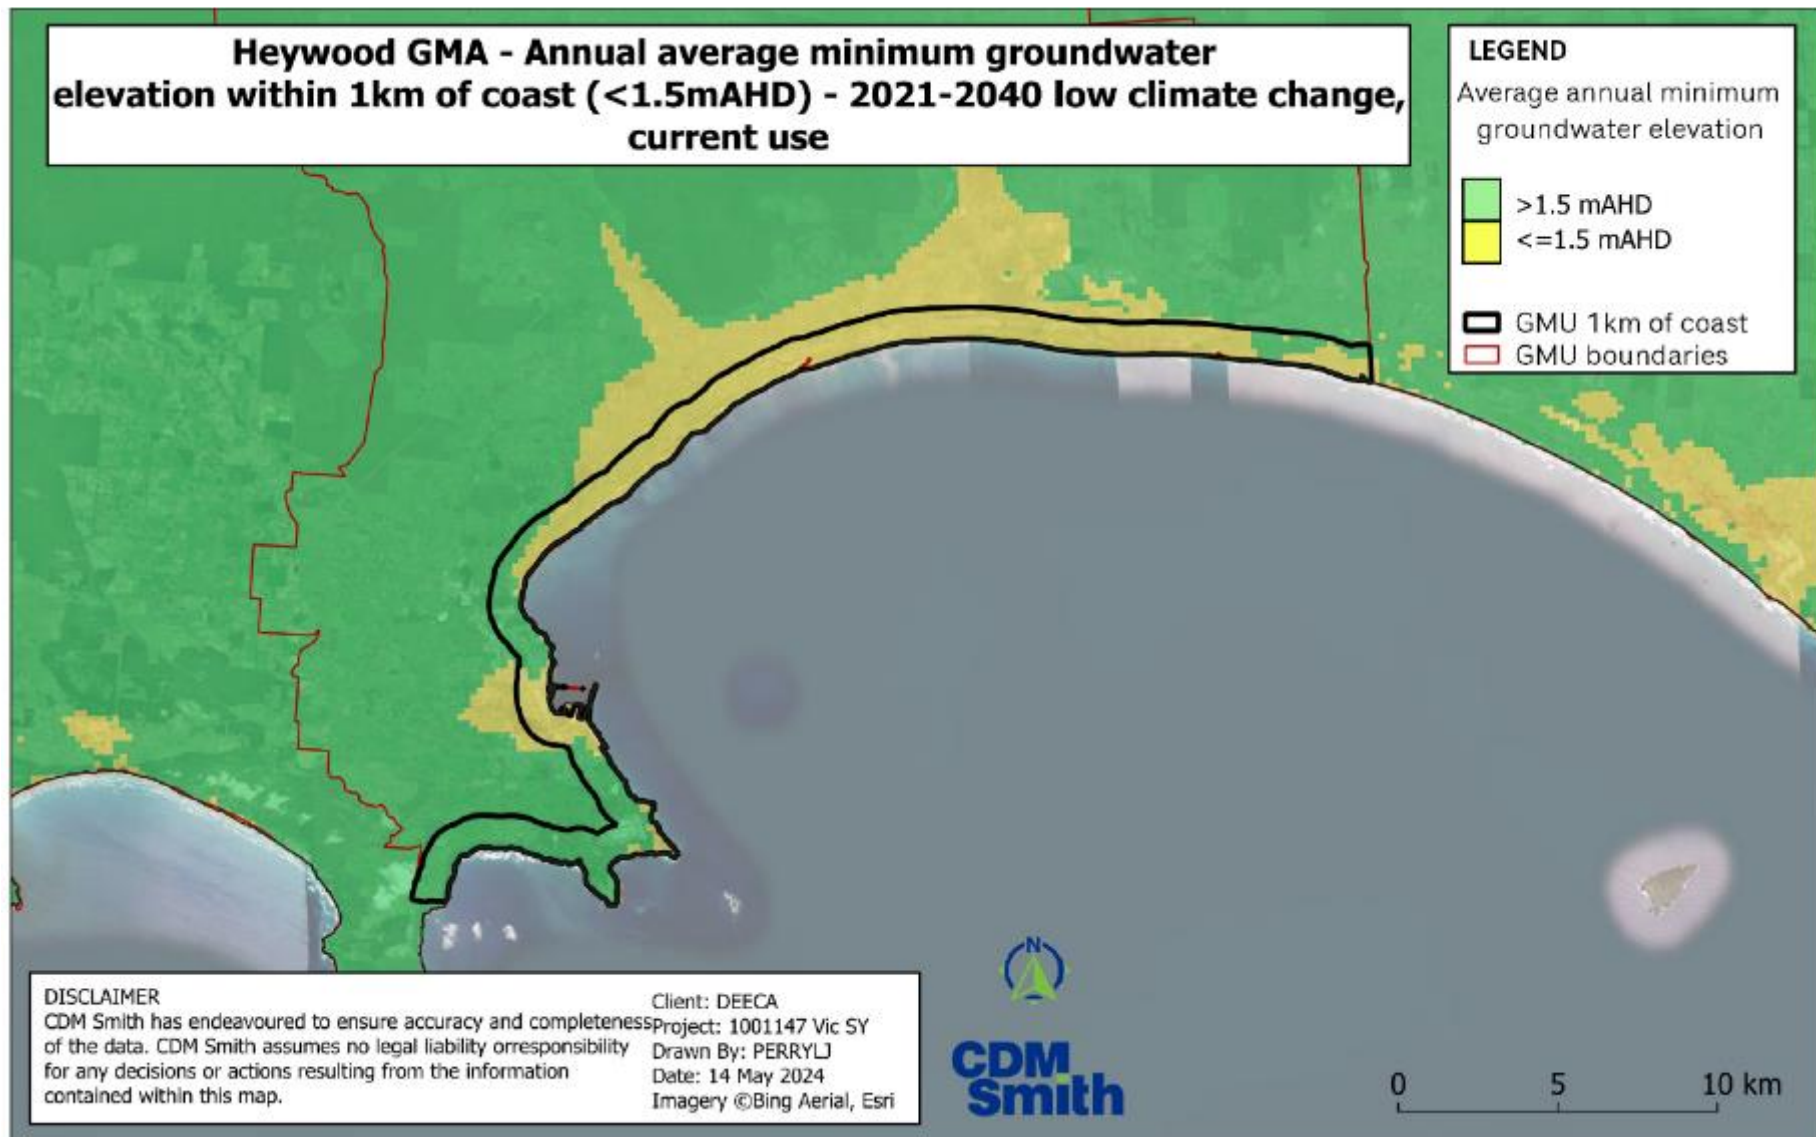 Heywood GMA - Annual average minimum groundwater
elevation within 1km of coast (<1.5mAHD) - 2021-2040 low climate change,
current use
LEGEND
Average annual minimum
groundwater elevation
>1.5 mAHD
<=1.5 mAHD
GMU 1km of coast
GMU boundaries
DISCLAIMER
CDM Smith has endeavoured to ensure accuracy and completeness
of the data. CDM Smith assumes no legal liability orresponsibility
for any decisions or actions resulting from the information
contained within this map.
Client: DEECA
Project: 1001147 Vic SY
Drawn By: PERRYLJ
Date: 14 May 2024
Imagery ©Bing Aerial, Esri
N
CDM
Smith
0 5 10 km